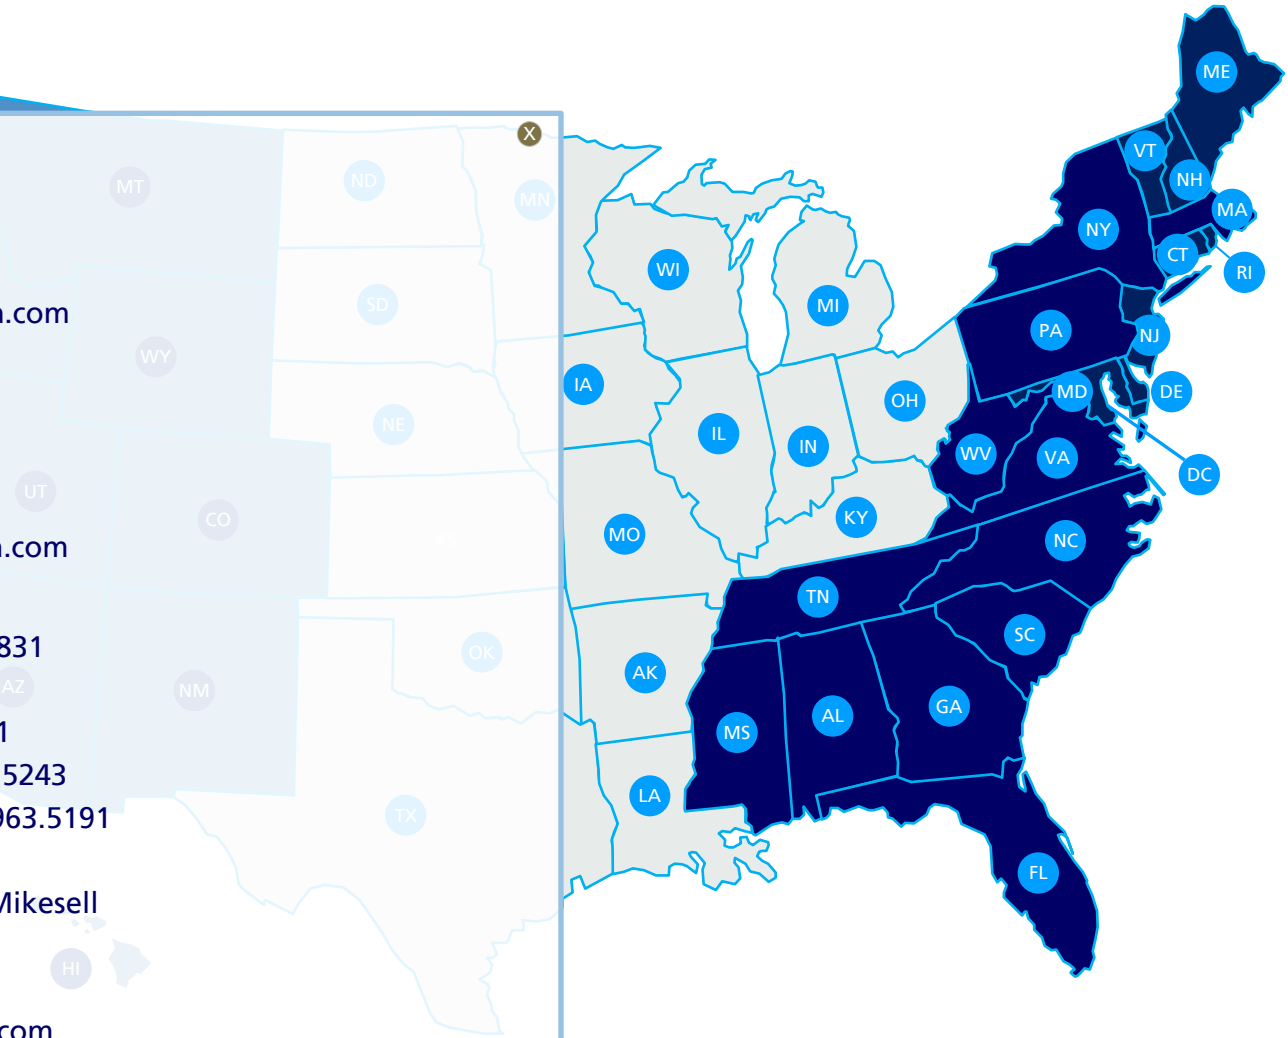 ME
X
VT
MT
ND
NH
MN
MA
NY
CT
WI
RI
SD
MI
n.com
PA
NJ
WY
IA
MD
DE
OH
NE
IL
IN
WV
VA
DC
UT
CO
KY
MO
KS
NC
n.com
TN
SC
831
OK
AK
AZ
NM
GA
AL
MS
1
5243
LA
TX
963.5191
FL
Mikesell
HI
com